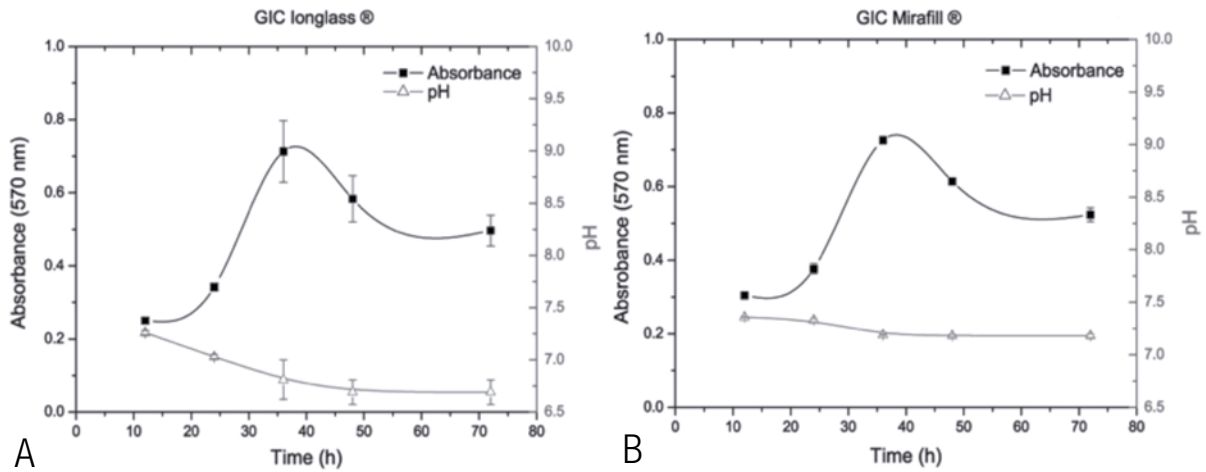 GIC Ionglass ®
1.0
0.8
0.6
0.4
0.2
0.0
Absorbance (570 nm)
10.0
9.5
9.0
8.5
8.0
7.5
7.0
6.5
pH
Absorbance
pH
0 10 20 30 40 50 60 70 80
Time (h)
A
GIC Mirafill ®
1.0
0.8
0.6
0.4
0.2
0.0
Absrobance (570 nm)
10.0
9.5
9.0
8.5
8.0
7.5
7.0
6.5
pH
Absorbance
pH
0 10 20 30 40 50 60 70 80
Time (h)
B